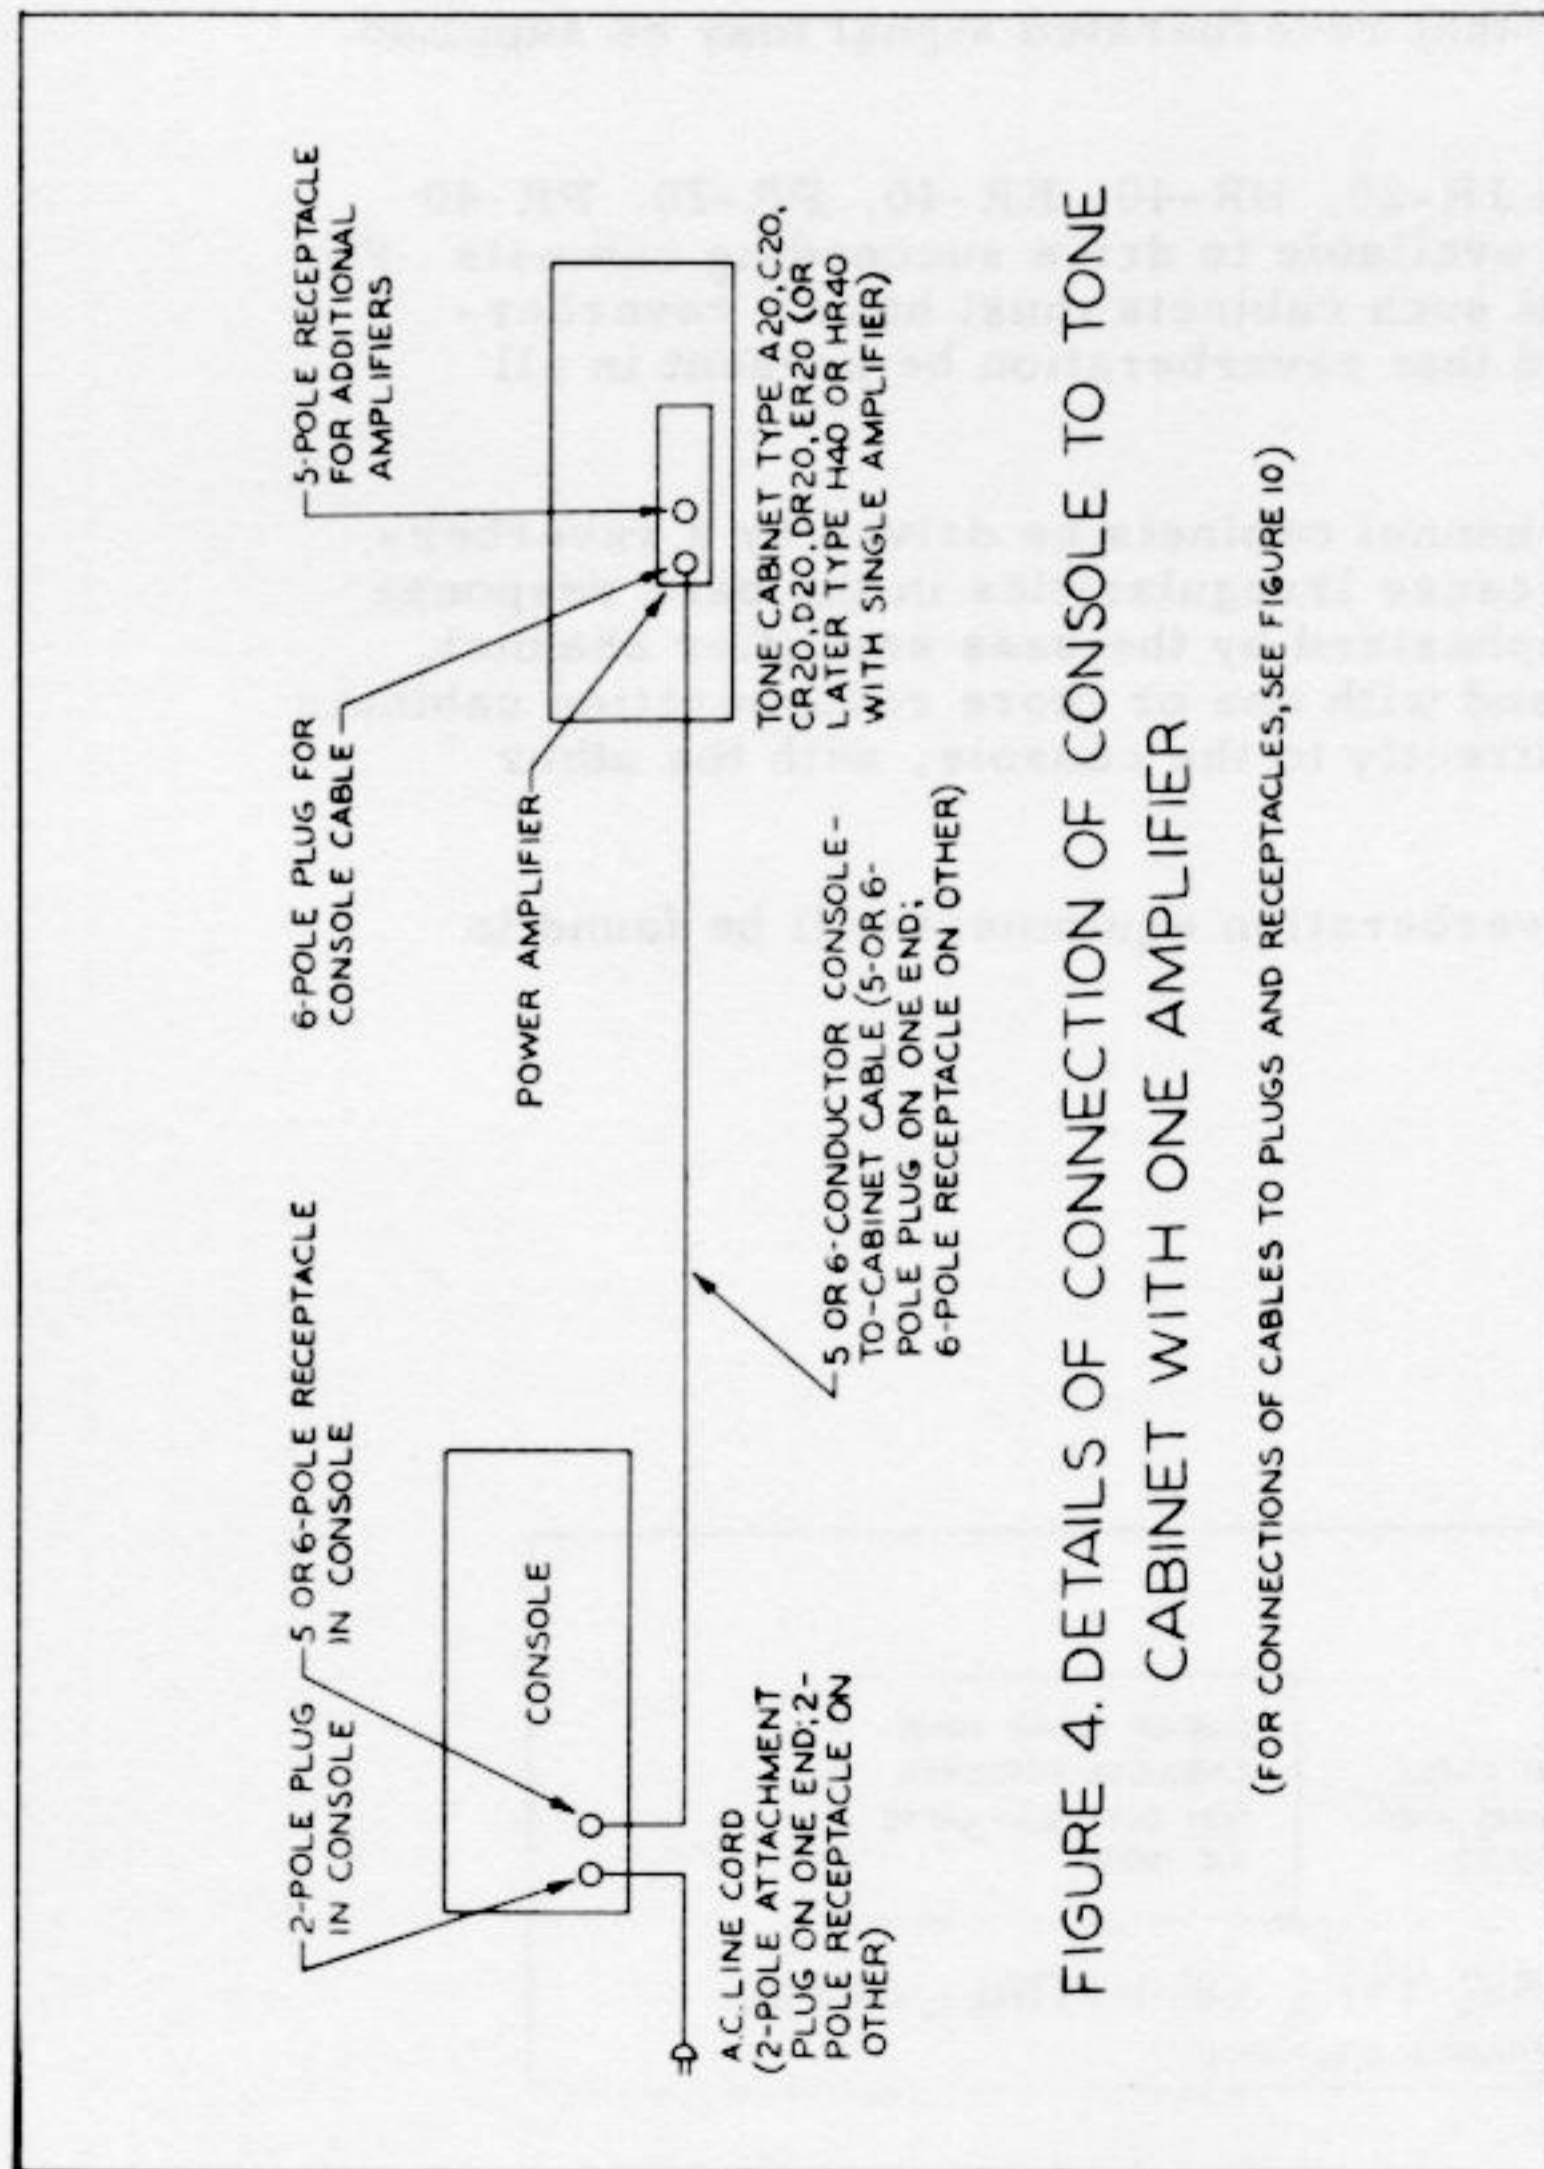 2-POLE PLUG
IN CONSOLE
5 OR 6-POLE RECEPTACLE
IN CONSOLE
6-POLE PLUG FOR
CONSOLE CABLE
5-POLE RECEPTACLE
FOR ADDITIONAL
AMPLIFIERS
CONSOLE
POWER AMPLIFIER
A.C. LINE CORD
(2-POLE ATTACHMENT
PLUG ON ONE END; 2-
POLE RECEPTACLE ON
OTHER)
5 OR 6-CONDUCTOR CONSOLE-
TO-CABINET CABLE (5-OR 6-
POLE PLUG ON ONE END;
6-POLE RECEPTACLE ON OTHER)
TONE CABINET TYPE A20, C20,
CR20, D20, DR20, ER20 (OR
LATER TYPE H40 OR HR40
WITH SINGLE AMPLIFIER)
FIGURE 4. DETAILS OF CONNECTION OF CONSOLE TO TONE
CABINET WITH ONE AMPLIFIER
(FOR CONNECTIONS OF CABLES TO PLUGS AND RECEPTACLES, SEE FIGURE 10)